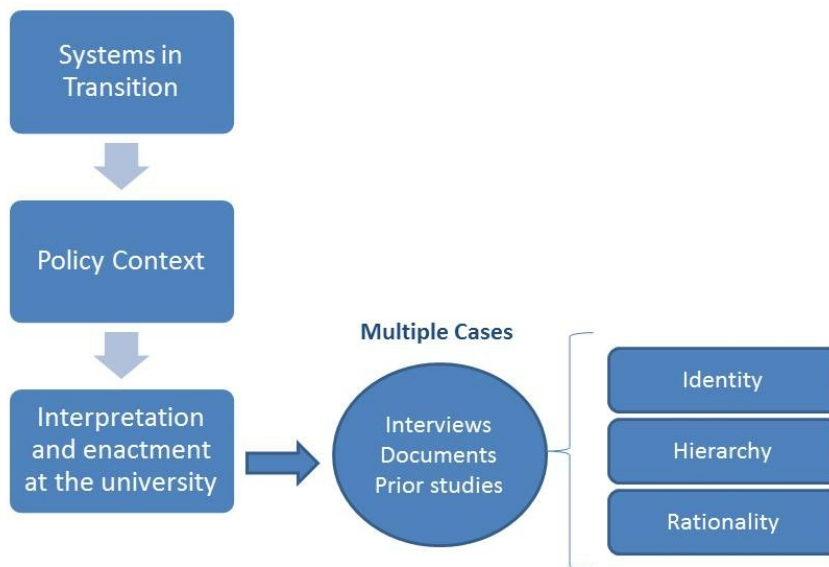 Systems in
Transition
Policy Context
Interpretation
and enactment
at the university
Multiple Cases
Interviews
Documents
Prior studies
Identity
Hierarchy
Rationality